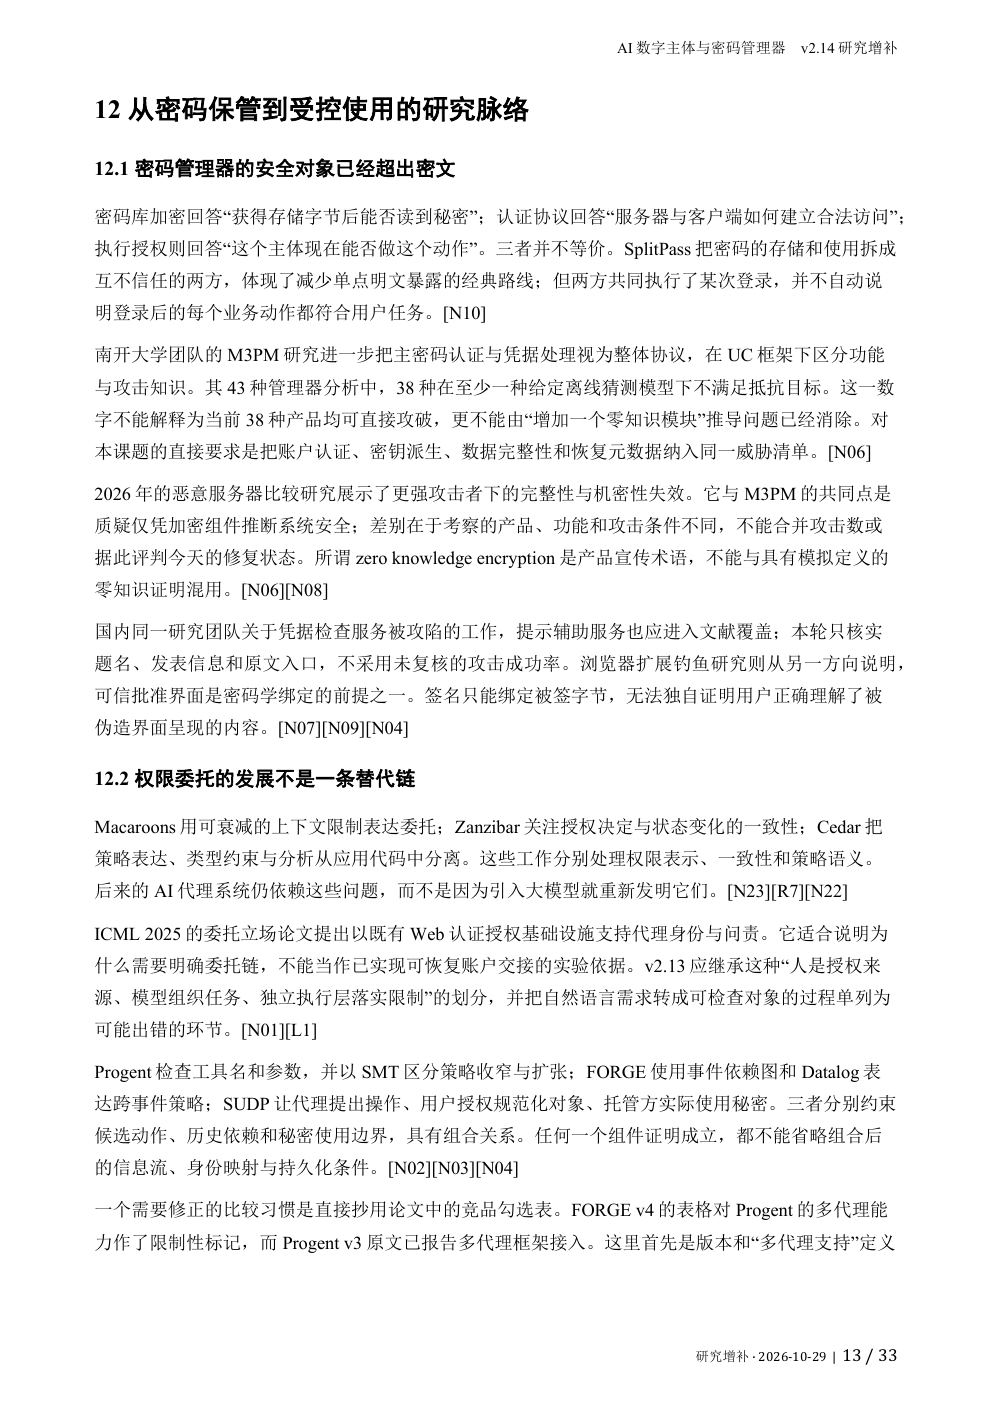 AI 数字主体与密码管理器 v2.14 研究增补
12 从密码保管到受控使用的研究脉络
12.1 密码管理器的安全对象已经超出密文
密码库加密回答“获得存储字节后能否读到秘密”；认证协议回答“服务器与客户端如何建立合法访问”；
执行授权则回答“这个主体现在能否做这个动作”。三者并不等价。SplitPass 把密码的存储和使用拆成
互不信任的两方，体现了减少单点明文暴露的经典路线；但两方共同执行了某次登录，并不自动说
明登录后的每个业务动作都符合用户任务。[N10]
南开大学团队的 M3PM 研究进一步把主密码认证与凭据处理视为整体协议，在 UC 框架下区分功能
与攻击知识。其 43 种管理器分析中，38 种在至少一种给定离线猜测模型下不满足抵抗目标。这一数
字不能解释为当前 38 种产品均可直接攻破，更不能由“增加一个零知识模块”推导问题已经消除。对
本课题的直接要求是把账户认证、密钥派生、数据完整性和恢复元数据纳入同一威胁清单。[N06]
2026 年的恶意服务器比较研究展示了更强攻击者下的完整性与机密性失效。它与 M3PM 的共同点是
质疑仅凭加密组件推断系统安全；差别在于考察的产品、功能和攻击条件不同，不能合并攻击数或
据此评判今天的修复状态。所谓 zero knowledge encryption 是产品宣传术语，不能与具有模拟定义的
零知识证明混用。[N06][N08]
国内同一研究团队关于凭据检查服务被攻陷的工作，提示辅助服务也应进入文献覆盖；本轮只核实
题名、发表信息和原文入口，不采用未复核的攻击成功率。浏览器扩展钓鱼研究则从另一方向说明，
可信批准界面是密码学绑定的前提之一。签名只能绑定被签字节，无法独自证明用户正确理解了被
伪造界面呈现的内容。[N07][N09][N04]
12.2 权限委托的发展不是一条替代链
Macaroons 用可衰减的上下文限制表达委托；Zanzibar 关注授权决定与状态变化的一致性；Cedar 把
策略表达、类型约束与分析从应用代码中分离。这些工作分别处理权限表示、一致性和策略语义。
后来的 AI 代理系统仍依赖这些问题，而不是因为引入大模型就重新发明它们。[N23][R7][N22]
ICML 2025 的委托立场论文提出以既有 Web 认证授权基础设施支持代理身份与问责。它适合说明为
什么需要明确委托链，不能当作已实现可恢复账户交接的实验依据。v2.13 应继承这种“人是授权来
源、模型组织任务、独立执行层落实限制”的划分，并把自然语言需求转成可检查对象的过程单列为
可能出错的环节。[N01][L1]
Progent 检查工具名和参数，并以 SMT 区分策略收窄与扩张；FORGE 使用事件依赖图和 Datalog 表
达跨事件策略；SUDP 让代理提出操作、用户授权规范化对象、托管方实际使用秘密。三者分别约束
候选动作、历史依赖和秘密使用边界，具有组合关系。任何一个组件证明成立，都不能省略组合后
的信息流、身份映射与持久化条件。[N02][N03][N04]
一个需要修正的比较习惯是直接抄用论文中的竞品勾选表。FORGE v4 的表格对 Progent 的多代理能
力作了限制性标记，而 Progent v3 原文已报告多代理框架接入。这里首先是版本和“多代理支持”定义
研究增补 · 2026-10-29 | 13 / 33